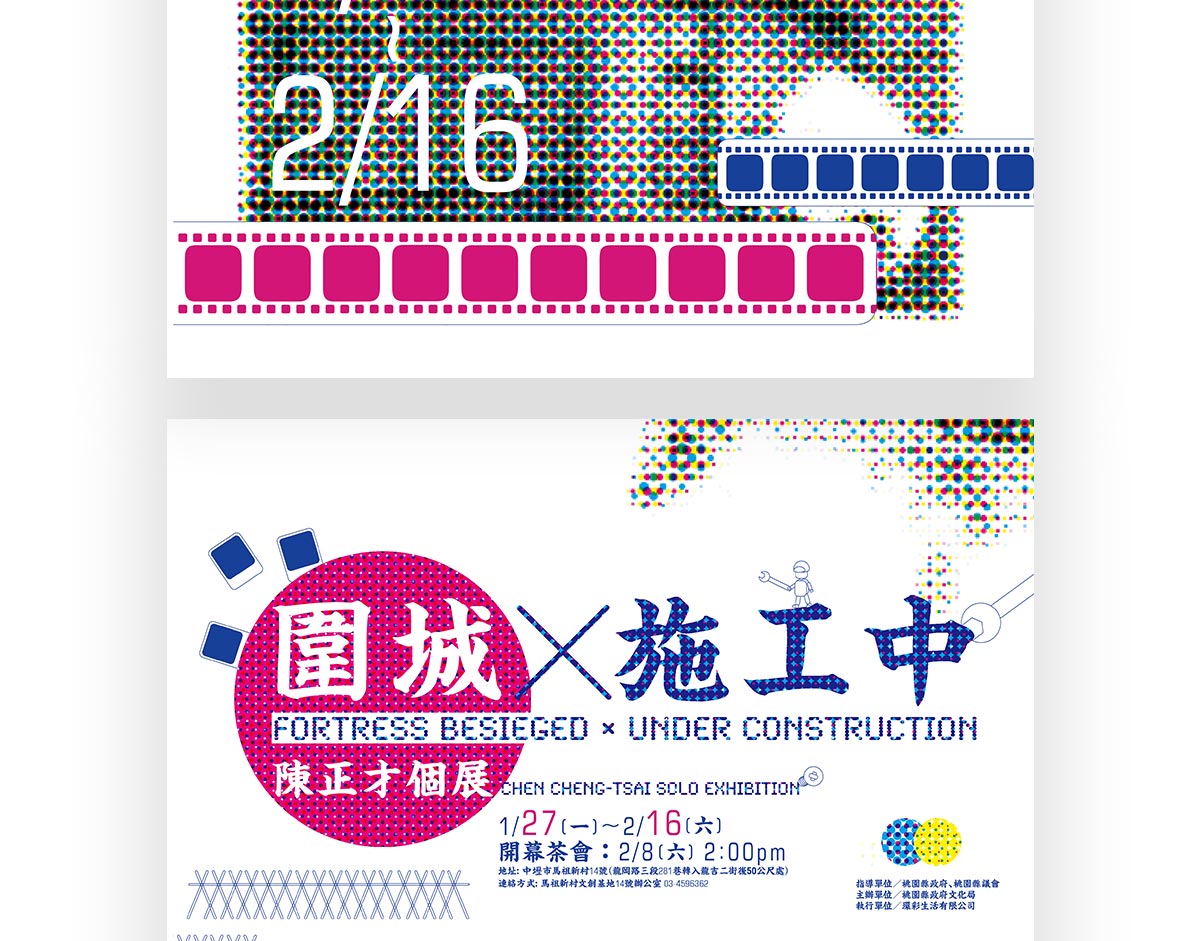 2/16
圍城×施工中
FORTRESS BESIEGED × UNDER CONSTRUCTION
陳正才個展 CHEN CHENG-TSAI SOLO EXHIBITION
1/27(一)～2/16(六)
開幕茶會：2/8(六) 2:00pm
地址: 中壢市馬祖新村14號(龍岡路三段281巷轉入龍吉二街後50公尺處)
連絡方式: 馬祖新村文創基地14號辦公室 03 4596362
指導單位／桃園縣政府、桃園縣議會
主辦單位／桃園縣政府文化局
執行單位／環彩生活有限公司